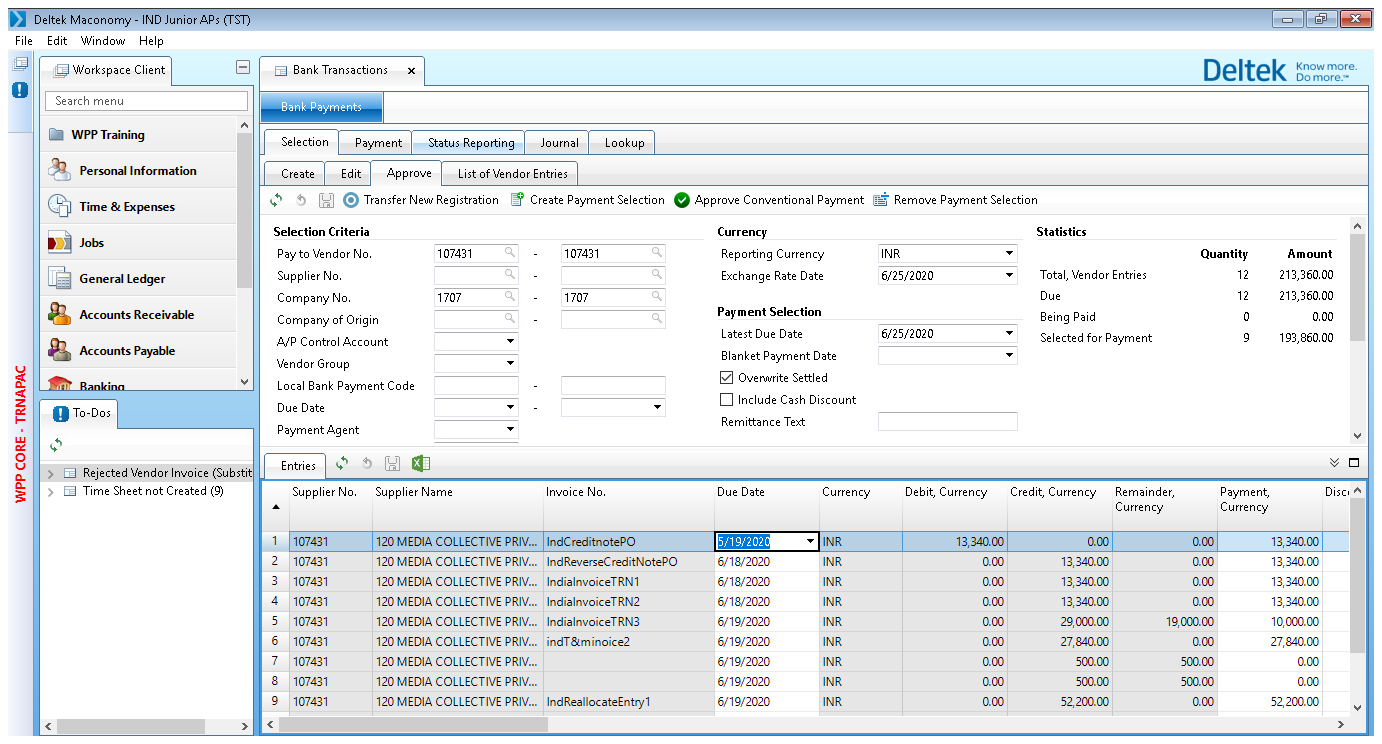 Deltek Maconomy - IND Junior APs (TST)
File Edit Window Help
Workspace Client
Bank Transactions x
Deltek Know more. Do more.™
Search menu
Bank Payments
WPP Training
Personal Information
Time & Expenses
Jobs
General Ledger
Accounts Receivable
Accounts Payable
Banking
Selection Payment Status Reporting Journal Lookup
Create Edit Approve List of Vendor Entries
Transfer New Registration Create Payment Selection Approve Conventional Payment Remove Payment Selection
Selection Criteria
Pay to Vendor No. 107431 - 107431
Supplier No. -
Company No. 1707 - 1707
Company of Origin -
A/P Control Account
Vendor Group
Local Bank Payment Code -
Due Date -
Payment Agent
Currency
Reporting Currency INR
Exchange Rate Date 6/25/2020
Payment Selection
Latest Due Date 6/25/2020
Blanket Payment Date
Overwrite Settled
Include Cash Discount
Remittance Text
Statistics
Quantity Amount
Total, Vendor Entries 12 213,360.00
Due 12 213,360.00
Being Paid 0 0.00
Selected for Payment 9 193,860.00
WPP CORE - TRNAPAC
To-Dos
Rejected Vendor Invoice (Substit
Time Sheet not Created (9)
Entries
Supplier No. Supplier Name Invoice No. Due Date Currency Debit, Currency Credit, Currency Remainder, Currency Payment, Currency Disc
1 107431 120 MEDIA COLLECTIVE PRIV... IndCreditnotePO 5/19/2020 INR 13,340.00 0.00 0.00 13,340.00
2 107431 120 MEDIA COLLECTIVE PRIV... IndReverseCreditNotePO 6/18/2020 INR 0.00 13,340.00 0.00 13,340.00
3 107431 120 MEDIA COLLECTIVE PRIV... IndiaInvoiceTRN1 6/18/2020 INR 0.00 13,340.00 0.00 13,340.00
4 107431 120 MEDIA COLLECTIVE PRIV... IndiaInvoiceTRN2 6/18/2020 INR 0.00 13,340.00 0.00 13,340.00
5 107431 120 MEDIA COLLECTIVE PRIV... IndiaInvoiceTRN3 6/19/2020 INR 0.00 29,000.00 19,000.00 10,000.00
6 107431 120 MEDIA COLLECTIVE PRIV... indT&minoice2 6/19/2020 INR 0.00 27,840.00 0.00 27,840.00
7 107431 120 MEDIA COLLECTIVE PRIV... 6/19/2020 INR 0.00 500.00 500.00 0.00
8 107431 120 MEDIA COLLECTIVE PRIV... 6/19/2020 INR 0.00 500.00 500.00 0.00
9 107431 120 MEDIA COLLECTIVE PRIV... IndReallocateEntry1 6/19/2020 INR 0.00 52,200.00 0.00 52,200.00